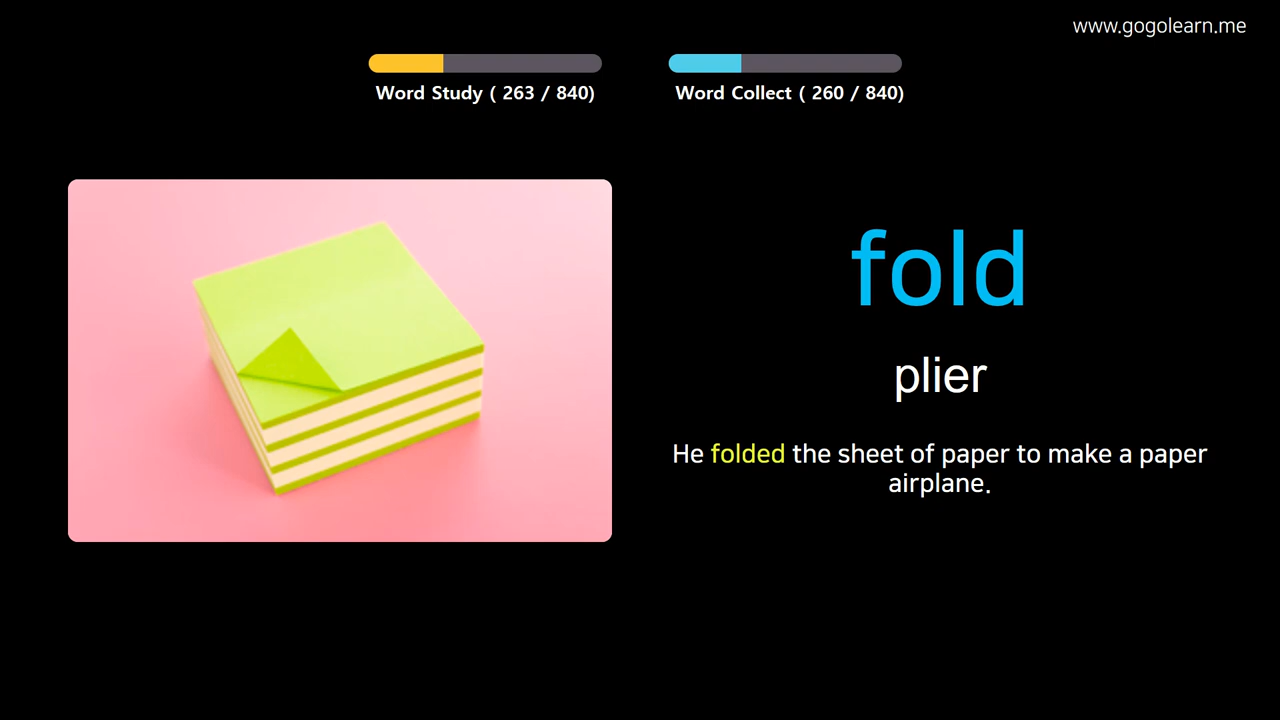 www.gogolearn.me
Word Study ( 263 / 840)
Word Collect ( 260 / 840)
fold
plier
He folded the sheet of paper to make a paper
airplane.